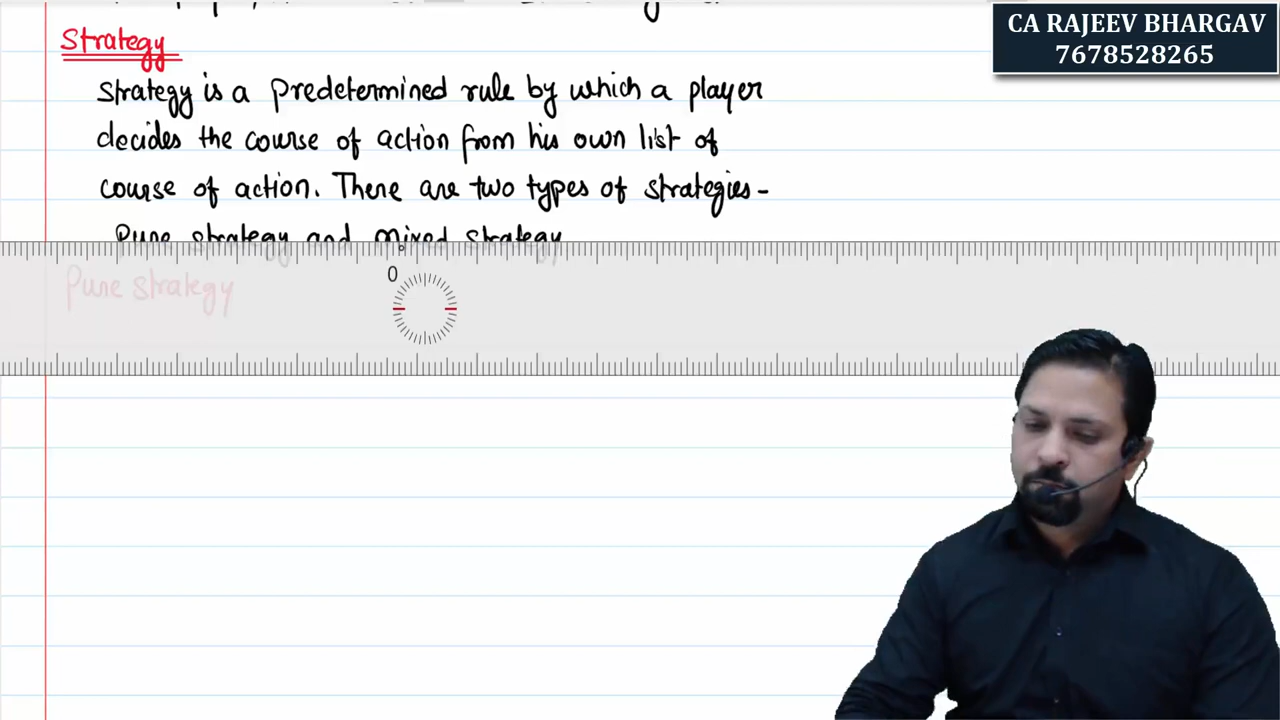 CA RAJEEV BHARGAV
7678528265
Strategy
Strategy is a predetermined rule by which a player
decides the course of action from his own list of
course of action. There are two types of strategies-
Pure strategy and mixed strategy
0
Pure strategy